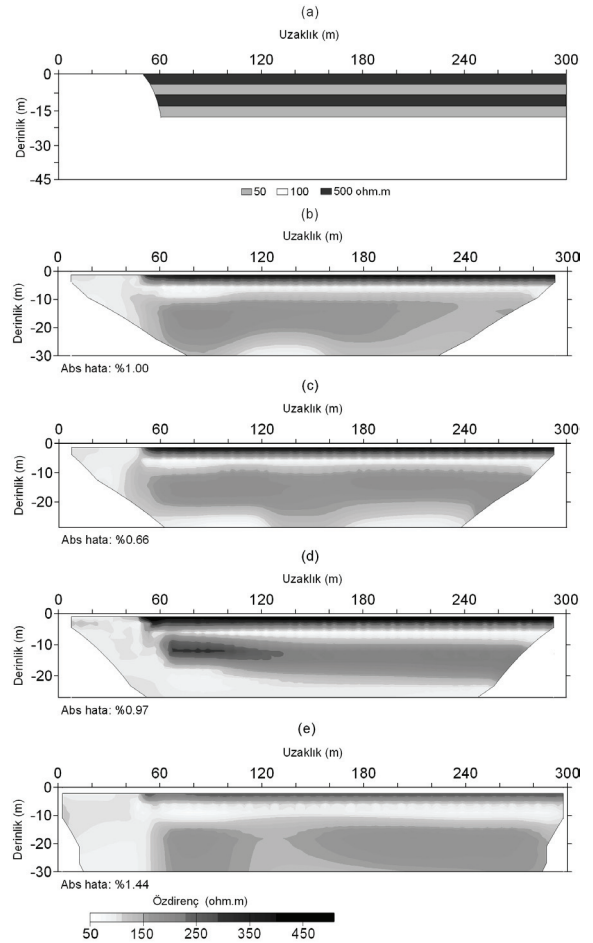 (a)
Uzaklık (m)
0 60 120 180 240 300
Derinlik (m)
0
-15
-30
-45
50 100 500 ohm.m
(b)
Uzaklık (m)
0 60 120 180 240 300
Derinlik (m)
0
-10
-20
-30
Abs hata: %1.00
(c)
Uzaklık (m)
0 60 120 180 240 300
Derinlik (m)
0
-10
-20
Abs hata: %0.66
(d)
Uzaklık (m)
0 60 120 180 240 300
Derinlik (m)
0
-10
-20
Abs hata: %0.97
(e)
Uzaklık (m)
0 60 120 180 240 300
Derinlik (m)
0
-10
-20
-30
Abs hata: %1.44
Özdirenç (ohm.m)
50 150 250 350 450